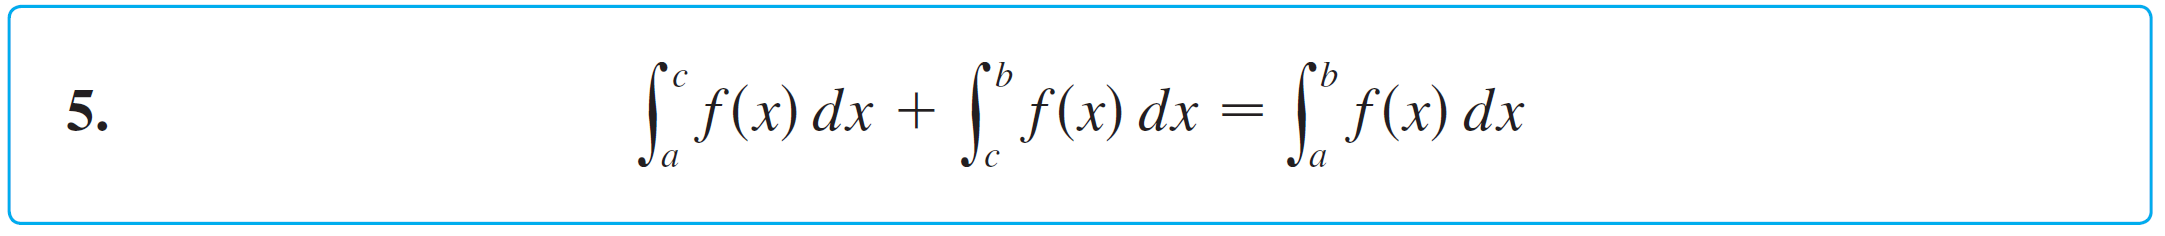 5. ∫_a^c f(x) dx + ∫_c^b f(x) dx = ∫_a^b f(x) dx